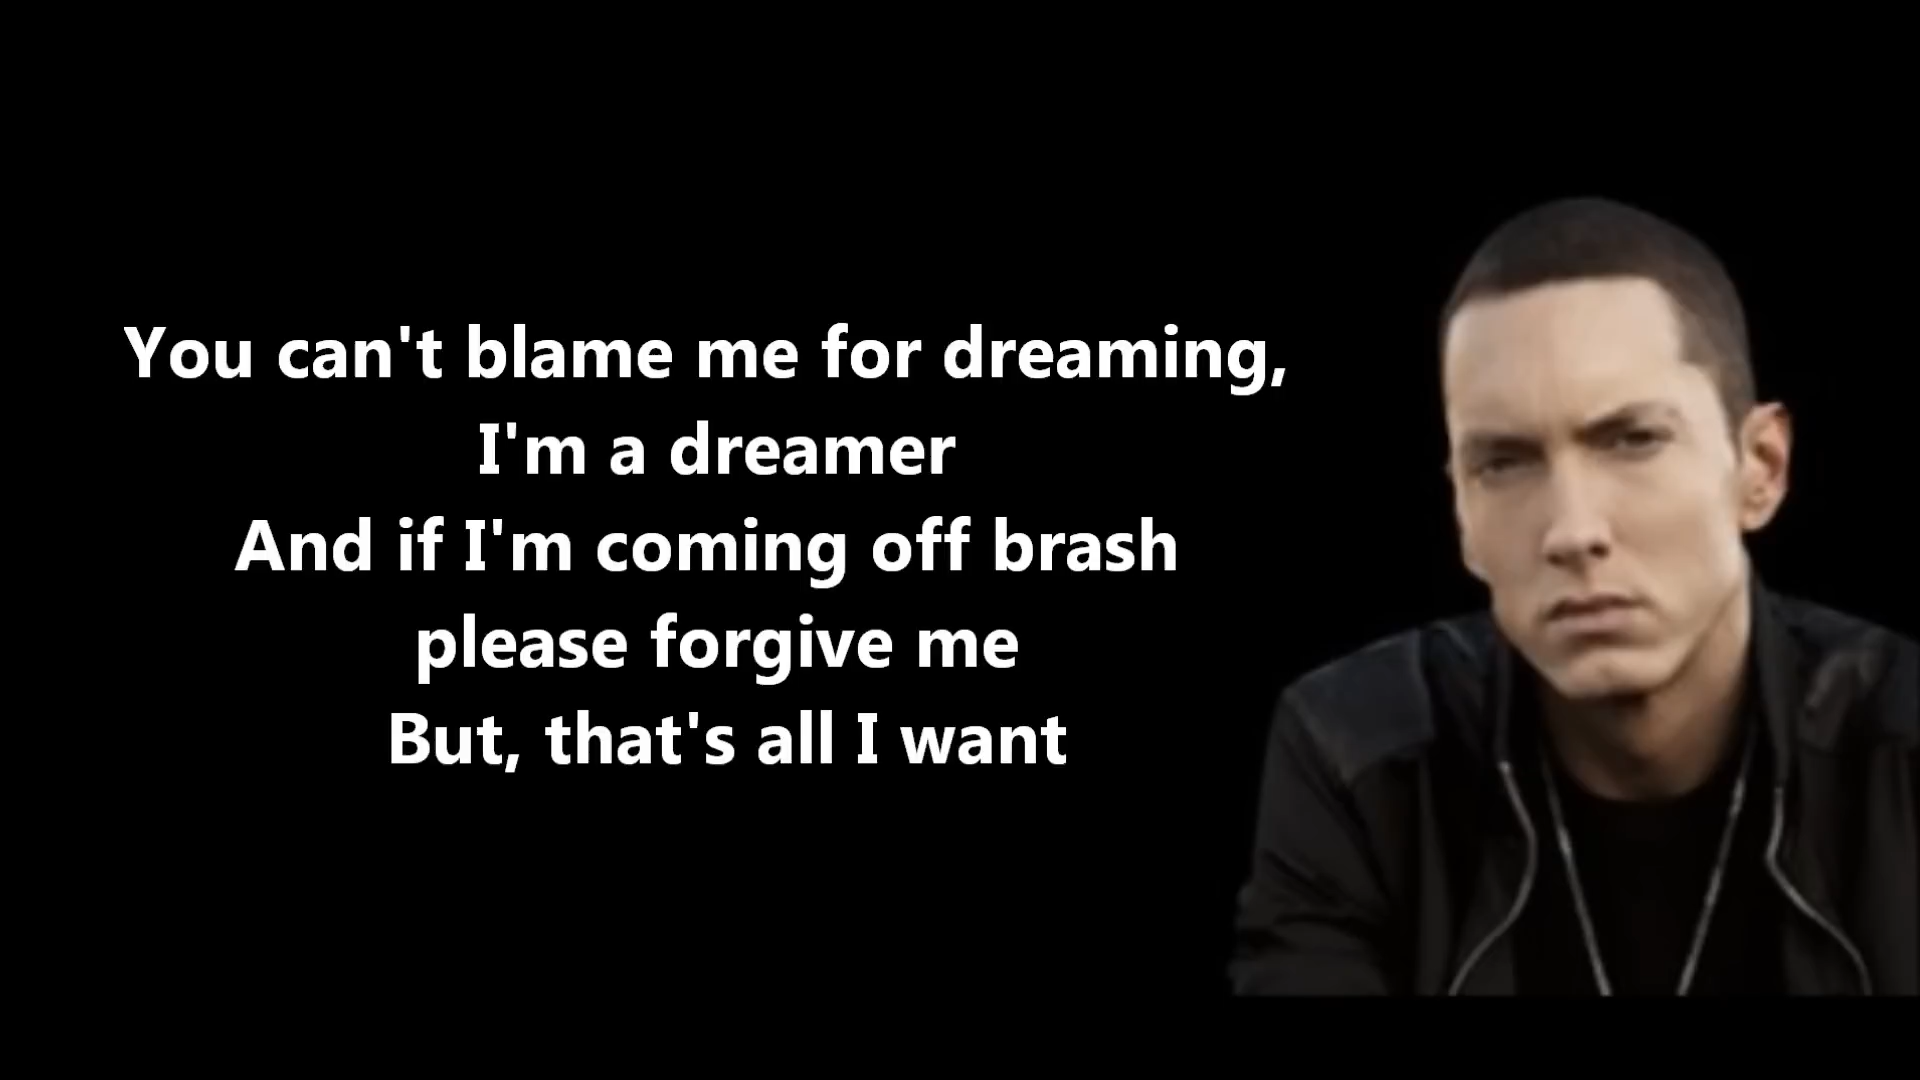 You can't blame me for dreaming,
I'm a dreamer
And if I'm coming off brash
please forgive me
But, that's all I want